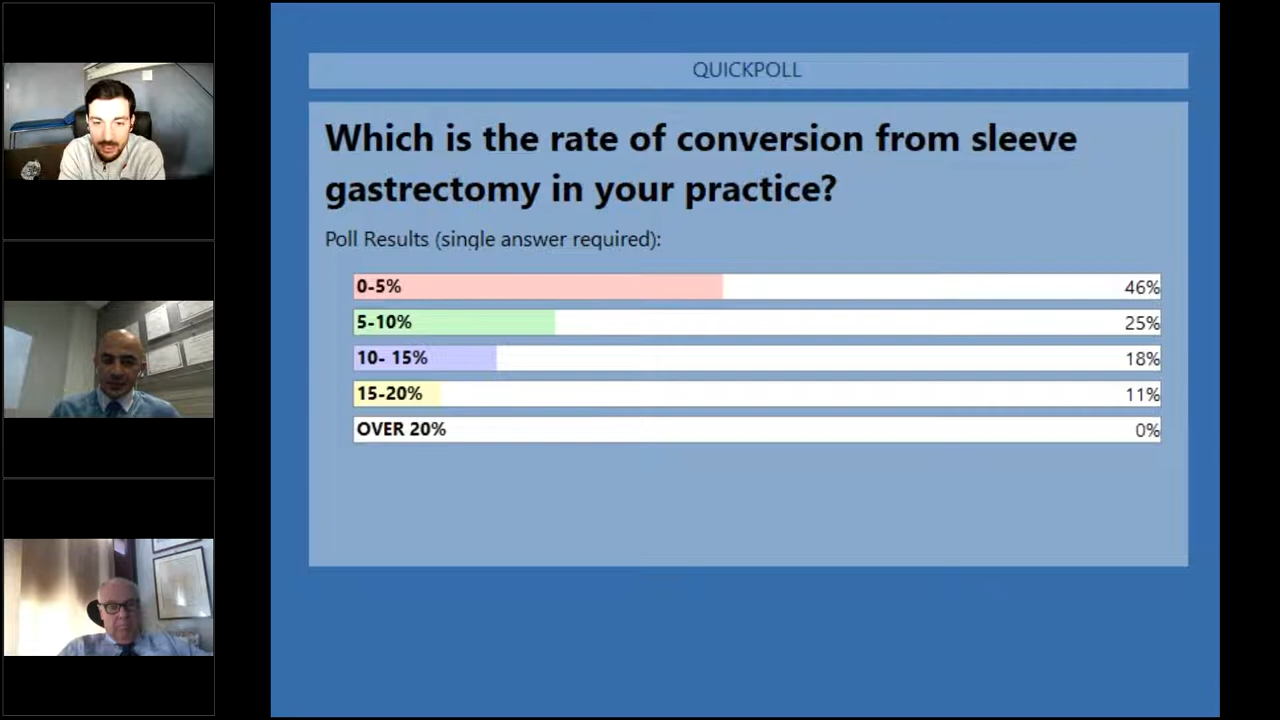 QUICKPOLL
Which is the rate of conversion from sleeve
gastrectomy in your practice?
Poll Results (single answer required):
0-5% 46%
5-10% 25%
10- 15% 18%
15-20% 11%
OVER 20% 0%